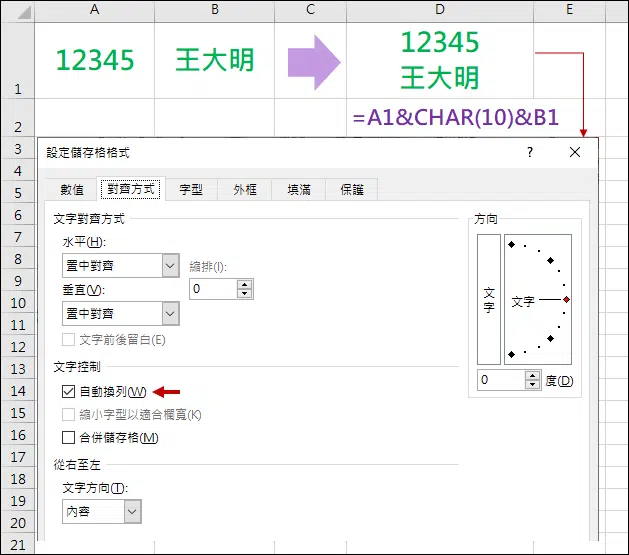 A B C D E
1 12345 王大明 12345
王大明
2 =A1&CHAR(10)&B1
3 設定儲存格格式 ? ×
4
5 數值 對齊方式 字型 外框 填滿 保護
6 文字對齊方式 方向
7 水平(H):
8 置中對齊 縮排(I):
9 垂直(V): 0 文字 文字
10 置中對齊
11 文字前後留白(E)
12
13 文字控制 0 度(D)
14 自動換列(W)
15 縮小字型以適合欄寬(K)
16 合併儲存格(M)
17 從右至左
18 文字方向(T):
19 內容
20
21